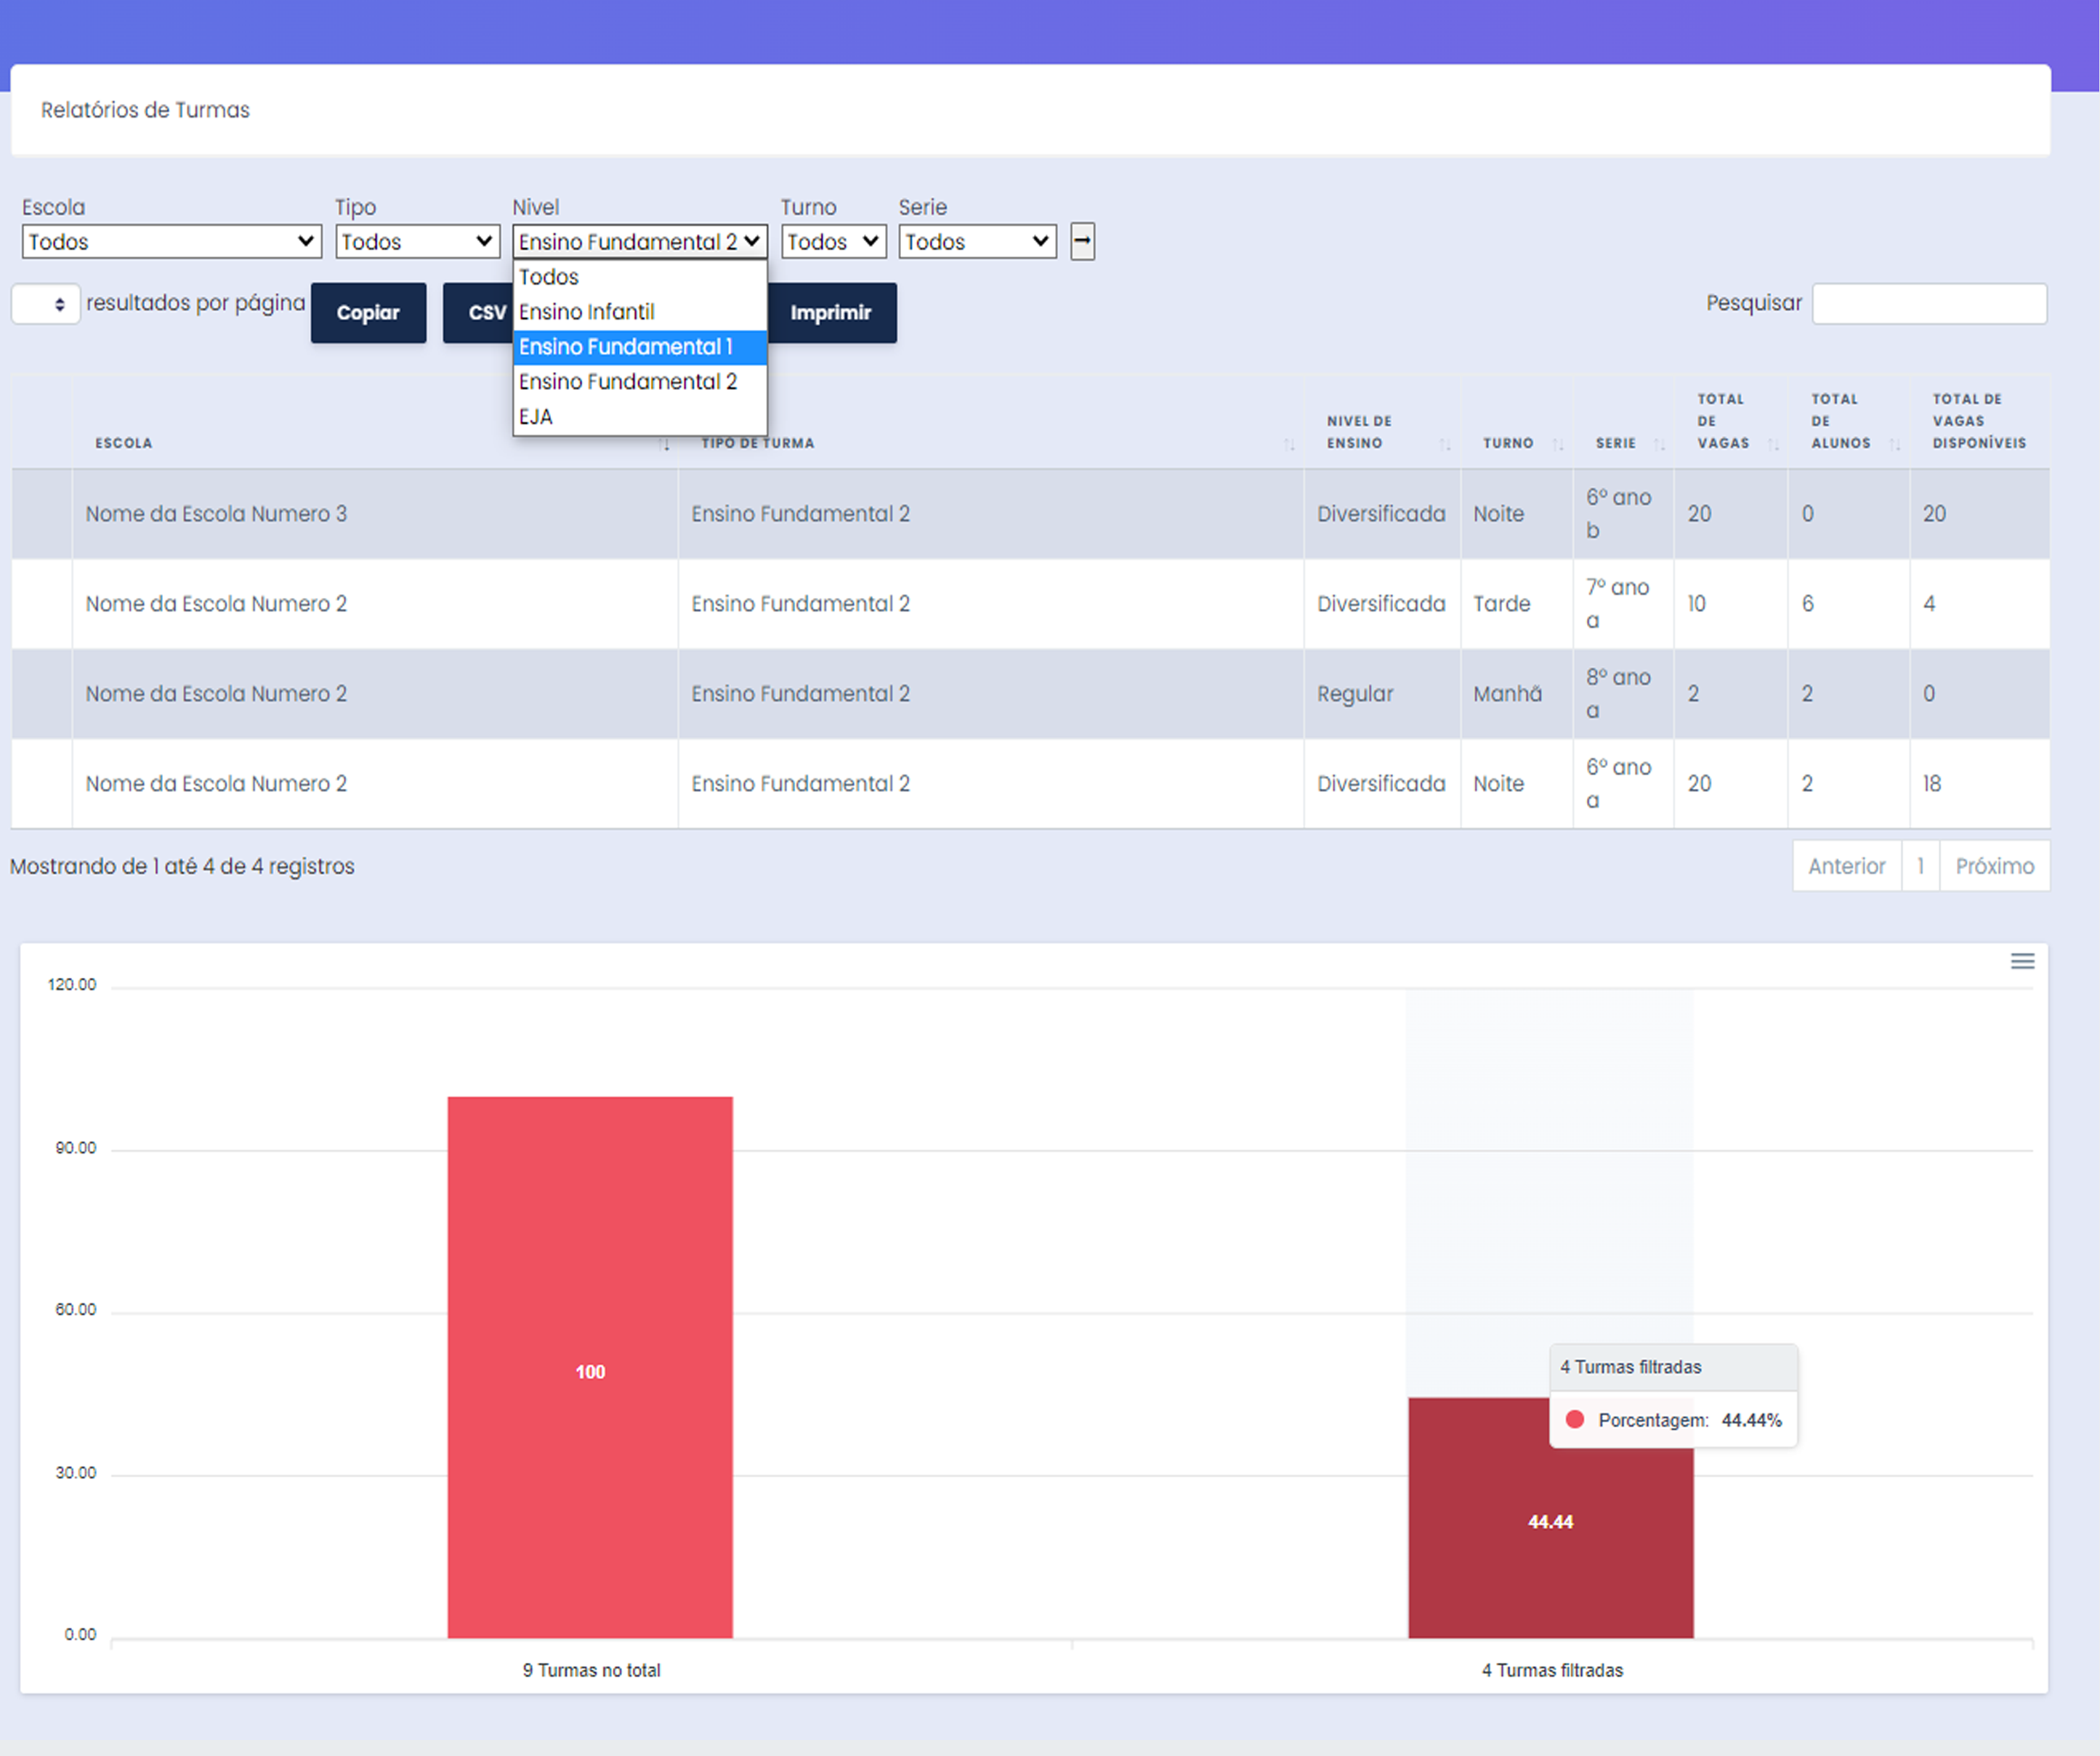 Relatórios de Turmas
Escola Tipo Nivel Turno Serie
Todos Todos Ensino Fundamental 2 Todos Todos
Todos
Ensino Infantil
Ensino Fundamental 1
Ensino Fundamental 2
EJA
resultados por página Copiar CSV Imprimir Pesquisar
ESCOLA TIPO DE TURMA NIVEL DE ENSINO TURNO SERIE TOTAL DE VAGAS TOTAL DE ALUNOS TOTAL DE VAGAS DISPONÍVEIS
Nome da Escola Numero 3 Ensino Fundamental 2 Diversificada Noite 6º ano b 20 0 20
Nome da Escola Numero 2 Ensino Fundamental 2 Diversificada Tarde 7º ano a 10 6 4
Nome da Escola Numero 2 Ensino Fundamental 2 Regular Manhã 8º ano a 2 2 0
Nome da Escola Numero 2 Ensino Fundamental 2 Diversificada Noite 6º ano a 20 2 18
Mostrando de 1 até 4 de 4 registros Anterior 1 Próximo
120.00
90.00
60.00
30.00
0.00
100
4 Turmas filtradas
Porcentagem: 44.44%
44.44
9 Turmas no total 4 Turmas filtradas